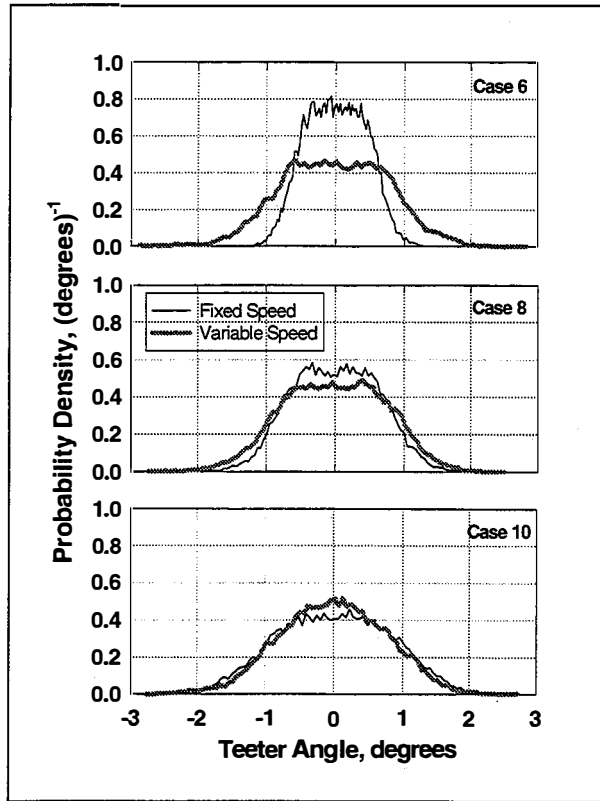 Probability Density, (degrees)⁻¹
1.0
0.8
0.6
0.4
0.2
0.0
Case 6
1.0
0.8
0.6
0.4
0.2
0.0
Fixed Speed
Variable Speed
Case 8
1.0
0.8
0.6
0.4
0.2
0.0
Case 10
-3 -2 -1 0 1 2 3
Teeter Angle, degrees